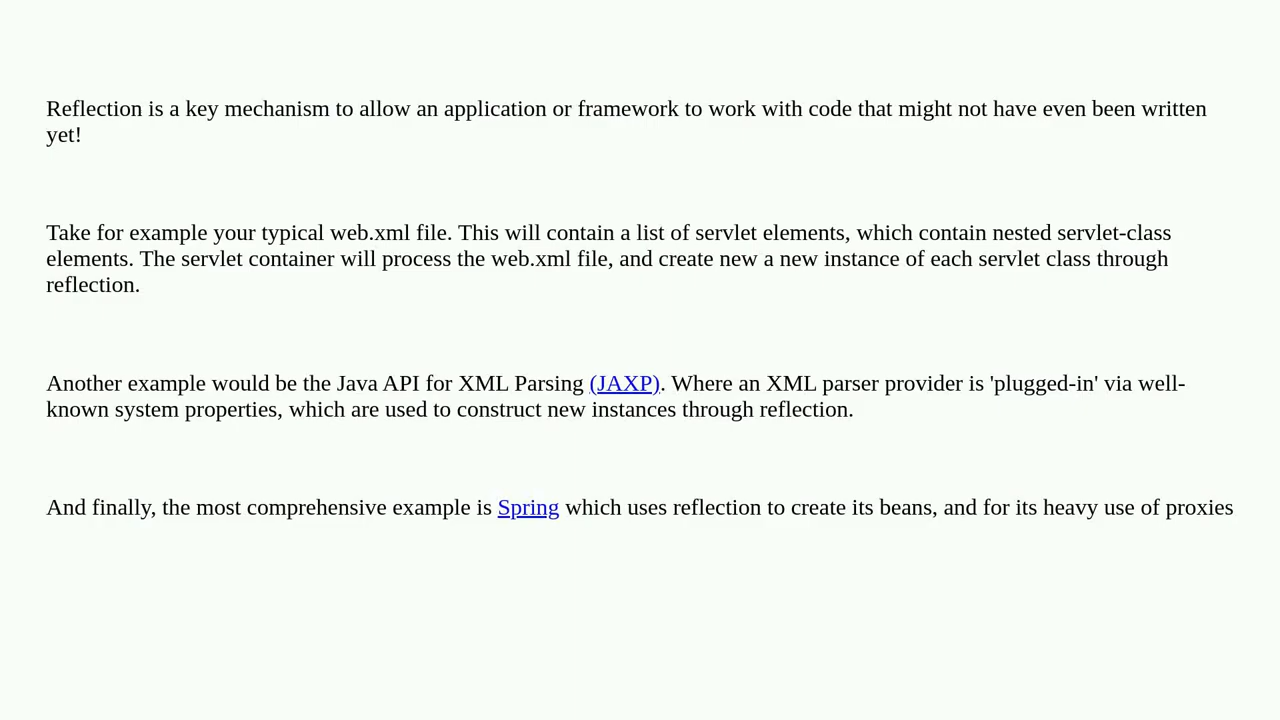 Reflection is a key mechanism to allow an application or framework to work with code that might not have even been written
yet!
Take for example your typical web.xml file. This will contain a list of servlet elements, which contain nested servlet-class
elements. The servlet container will process the web.xml file, and create new a new instance of each servlet class through
reflection.
Another example would be the Java API for XML Parsing (JAXP). Where an XML parser provider is 'plugged-in' via well-
known system properties, which are used to construct new instances through reflection.
And finally, the most comprehensive example is Spring which uses reflection to create its beans, and for its heavy use of proxies